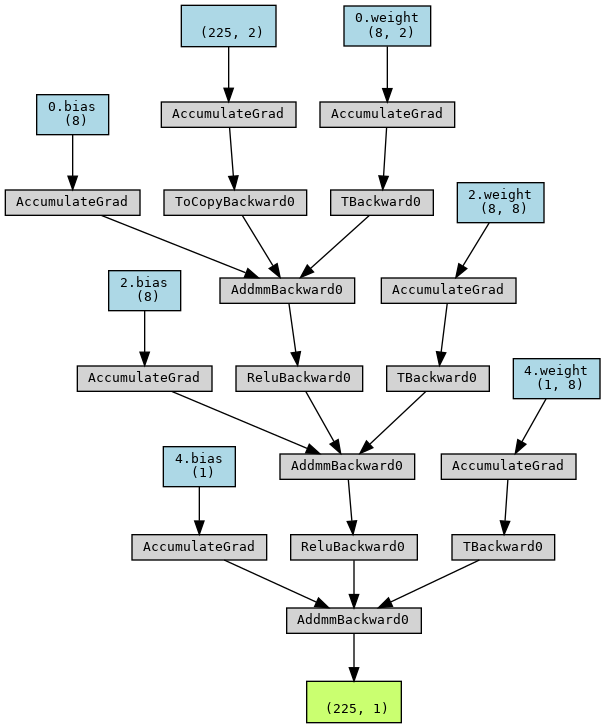 (225, 2)
0.weight
(8, 2)
0.bias
(8)
AccumulateGrad
AccumulateGrad
AccumulateGrad
ToCopyBackward0
TBackward0
2.weight
(8, 8)
2.bias
(8)
AddmmBackward0
AccumulateGrad
AccumulateGrad
ReluBackward0
TBackward0
4.weight
(1, 8)
4.bias
(1)
AddmmBackward0
AccumulateGrad
AccumulateGrad
ReluBackward0
TBackward0
AddmmBackward0
(225, 1)